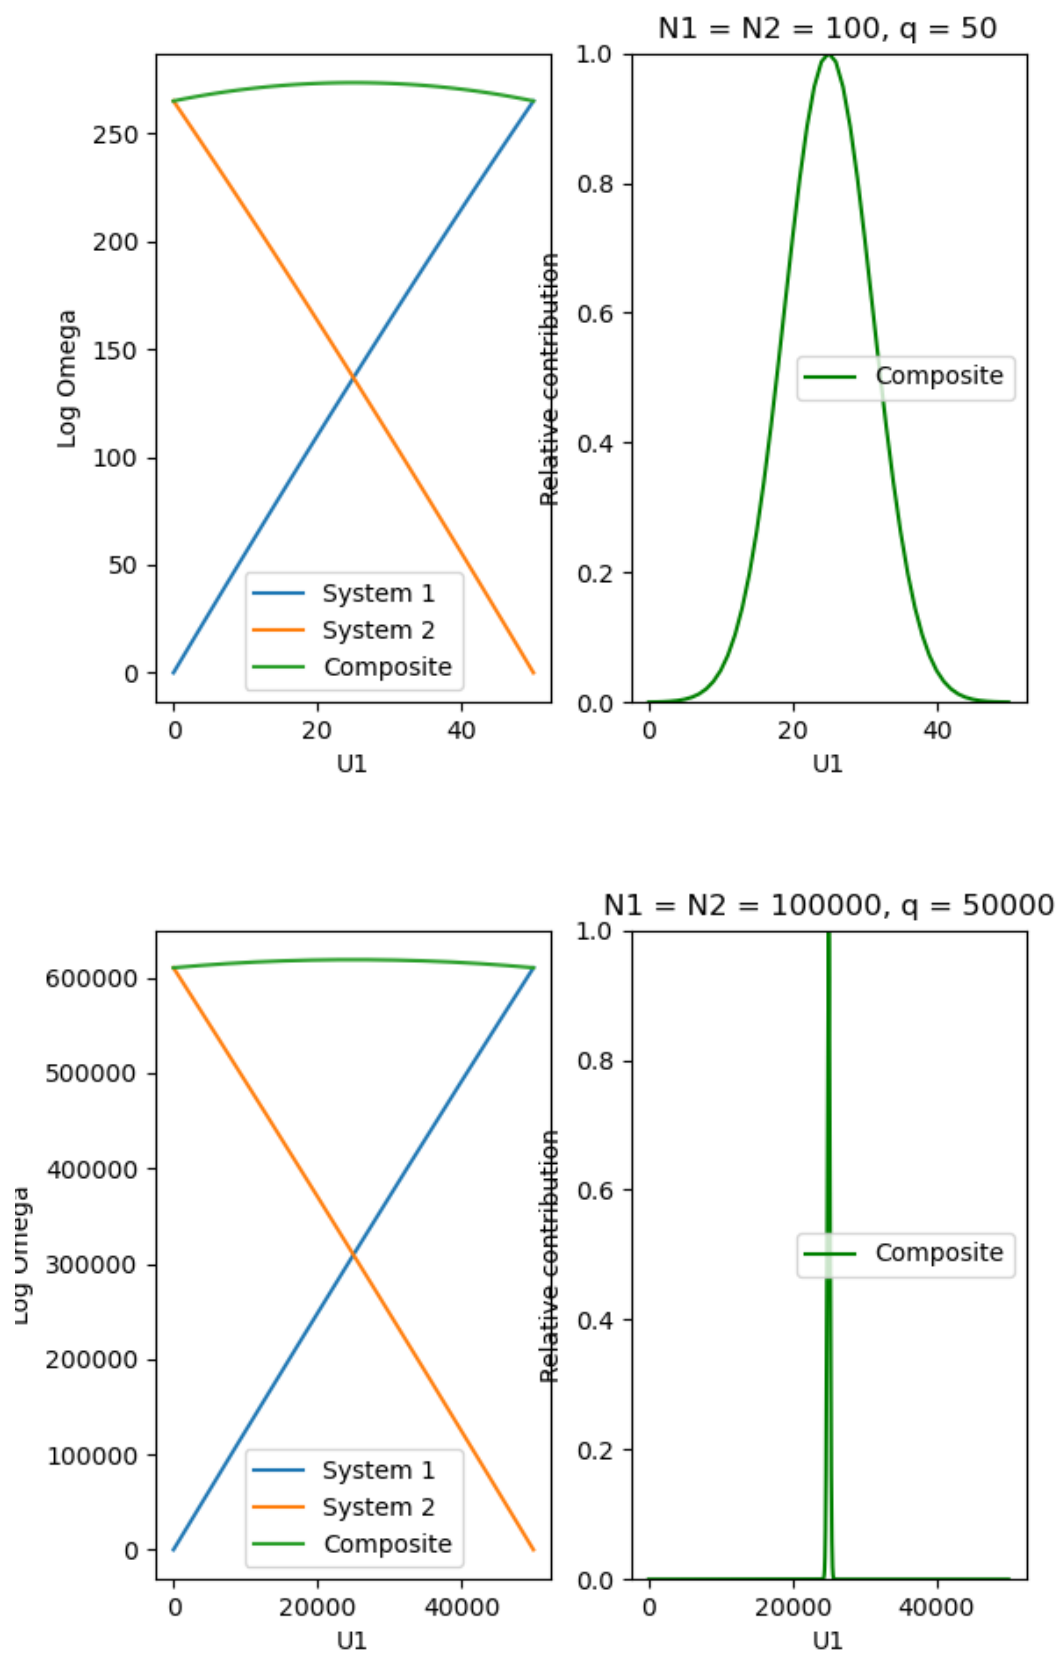 N1 = N2 = 100, q = 50
Log Omega
250
200
150
100
50
0
System 1
System 2
Composite
0 20 40
U1
Relative contribution
1.0
0.8
0.6
0.4
0.2
0.0
Composite
0 20 40
U1
N1 = N2 = 100000, q = 50000
Log Omega
600000
500000
400000
300000
200000
100000
0
System 1
System 2
Composite
0 20000 40000
U1
Relative contribution
1.0
0.8
0.6
0.4
0.2
0.0
Composite
0 20000 40000
U1